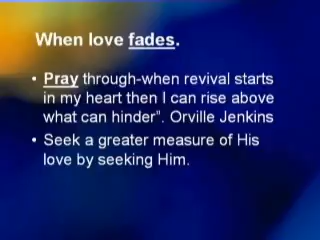 When love fades.
• Pray through-when revival starts
in my heart then I can rise above
what can hinder". Orville Jenkins
• Seek a greater measure of His
love by seeking Him.